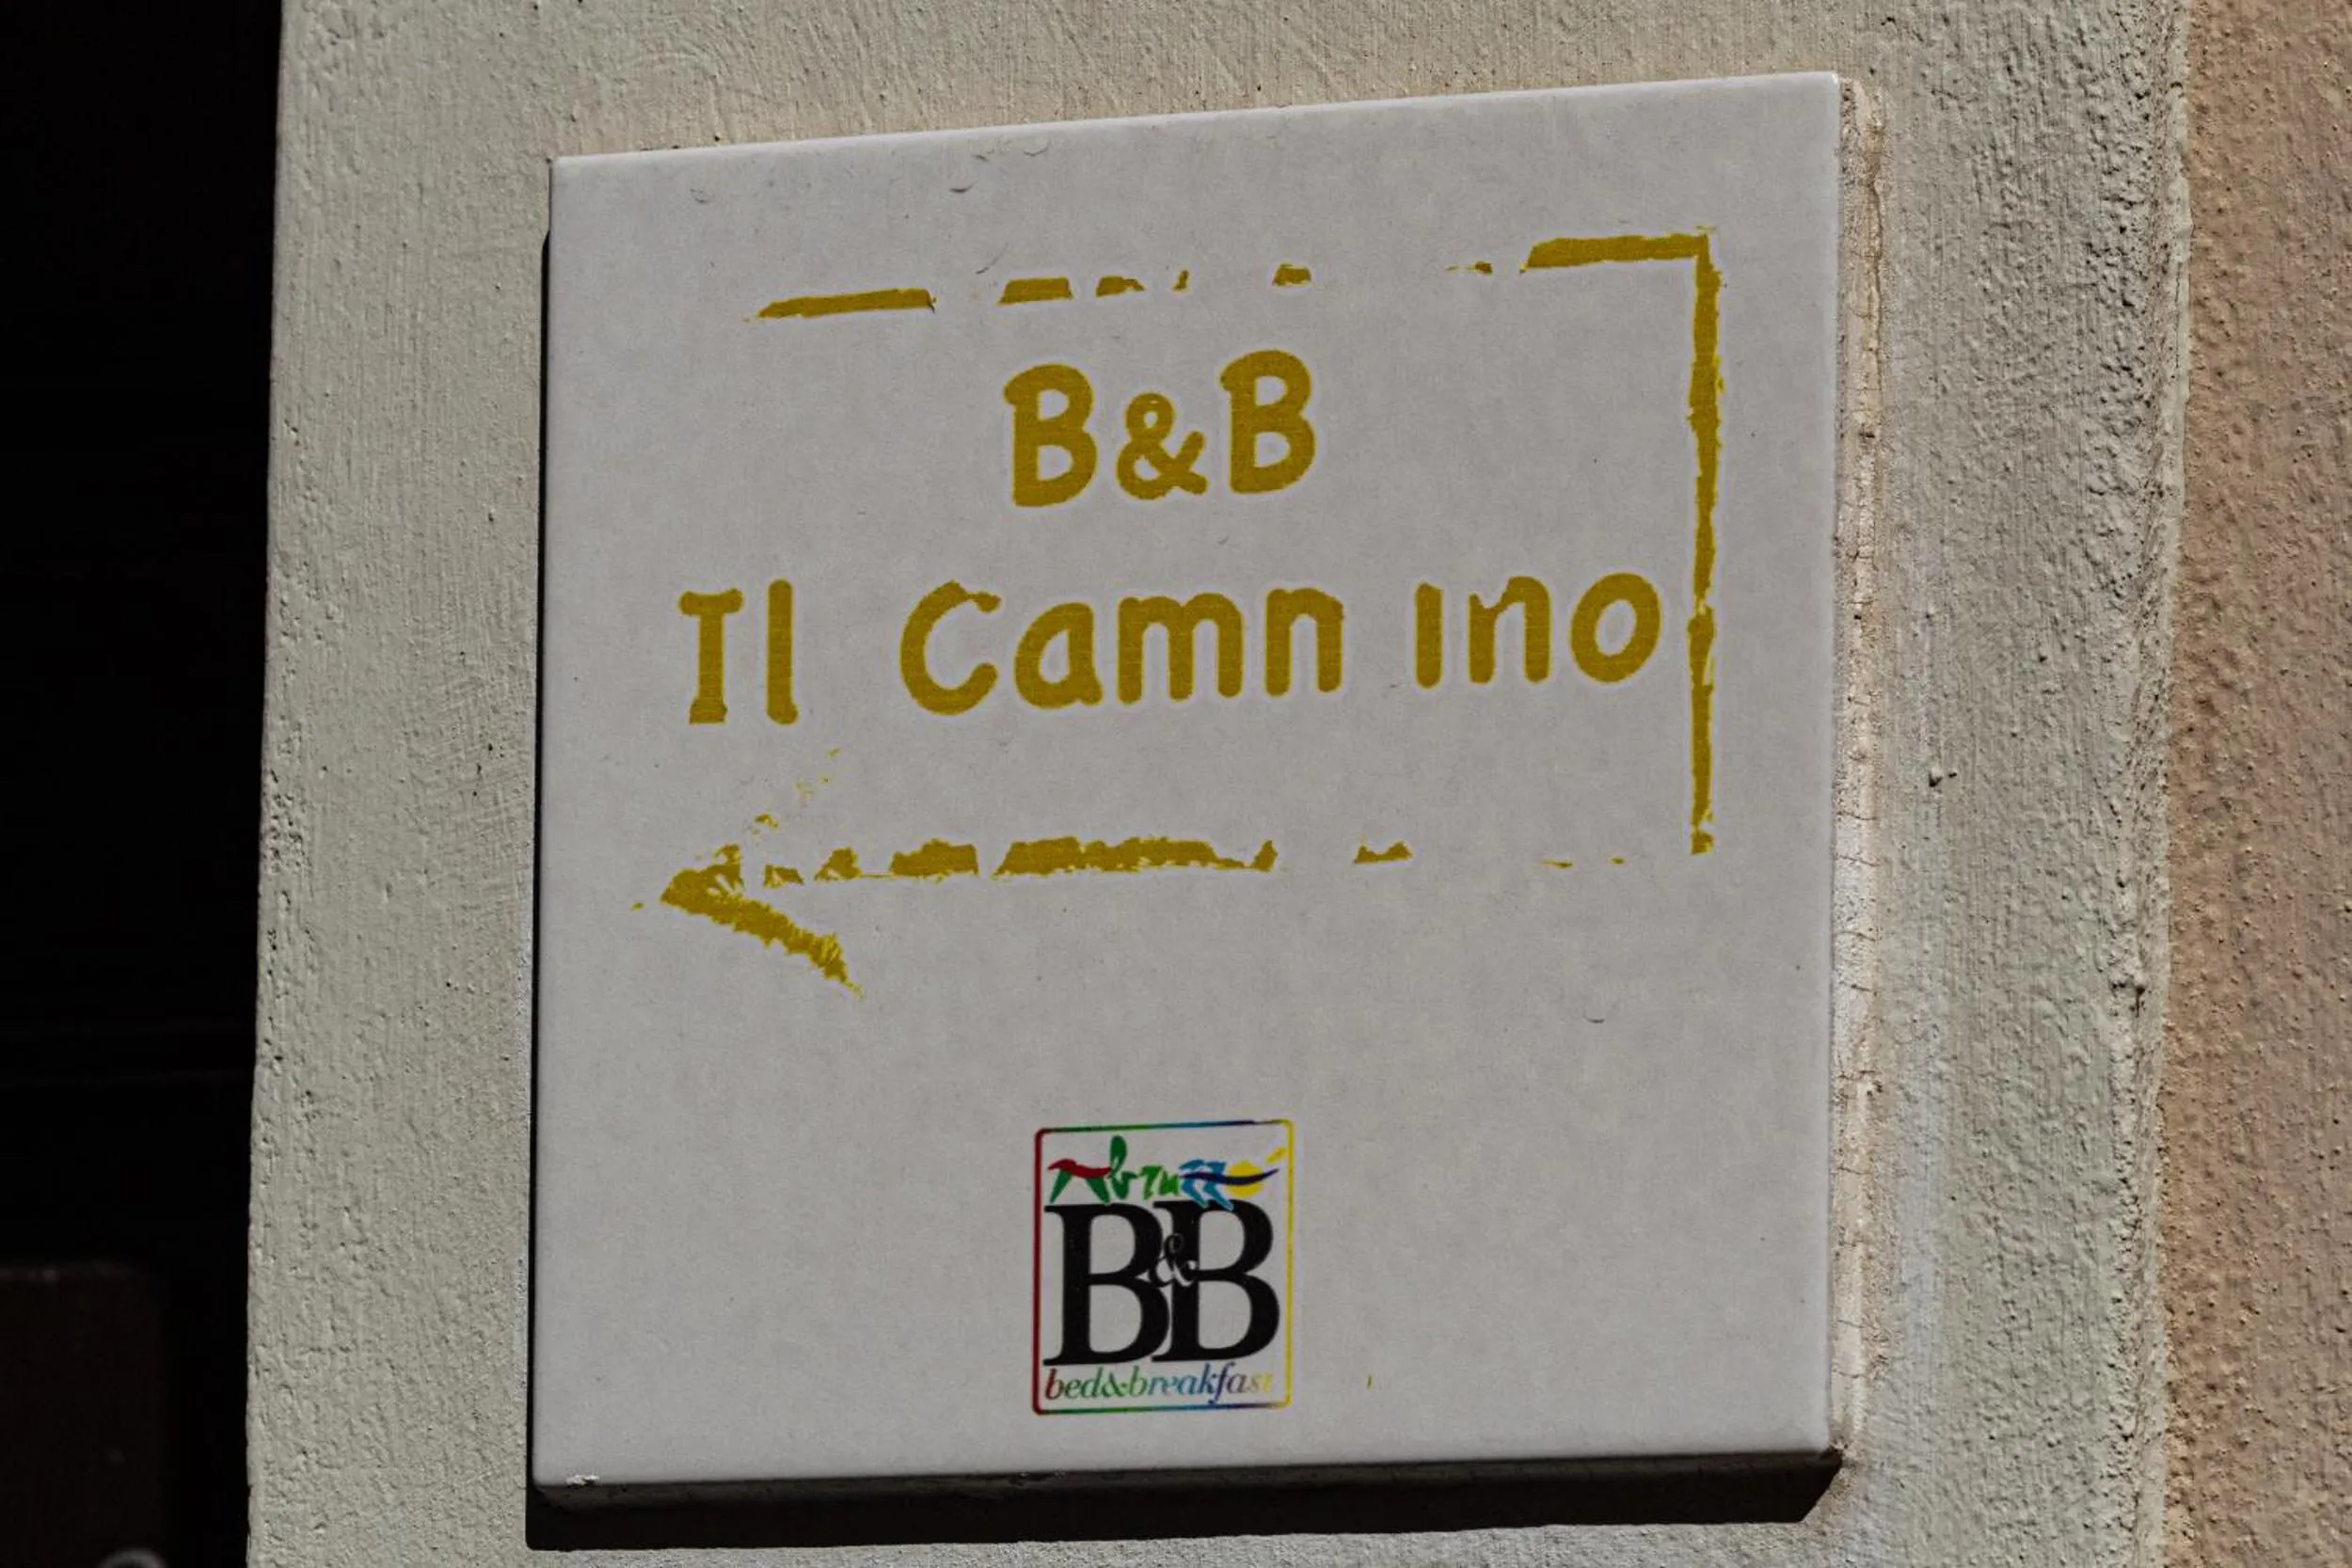 B&B
Il Camn ino
Abruzzo
B&B
bed&breakfast